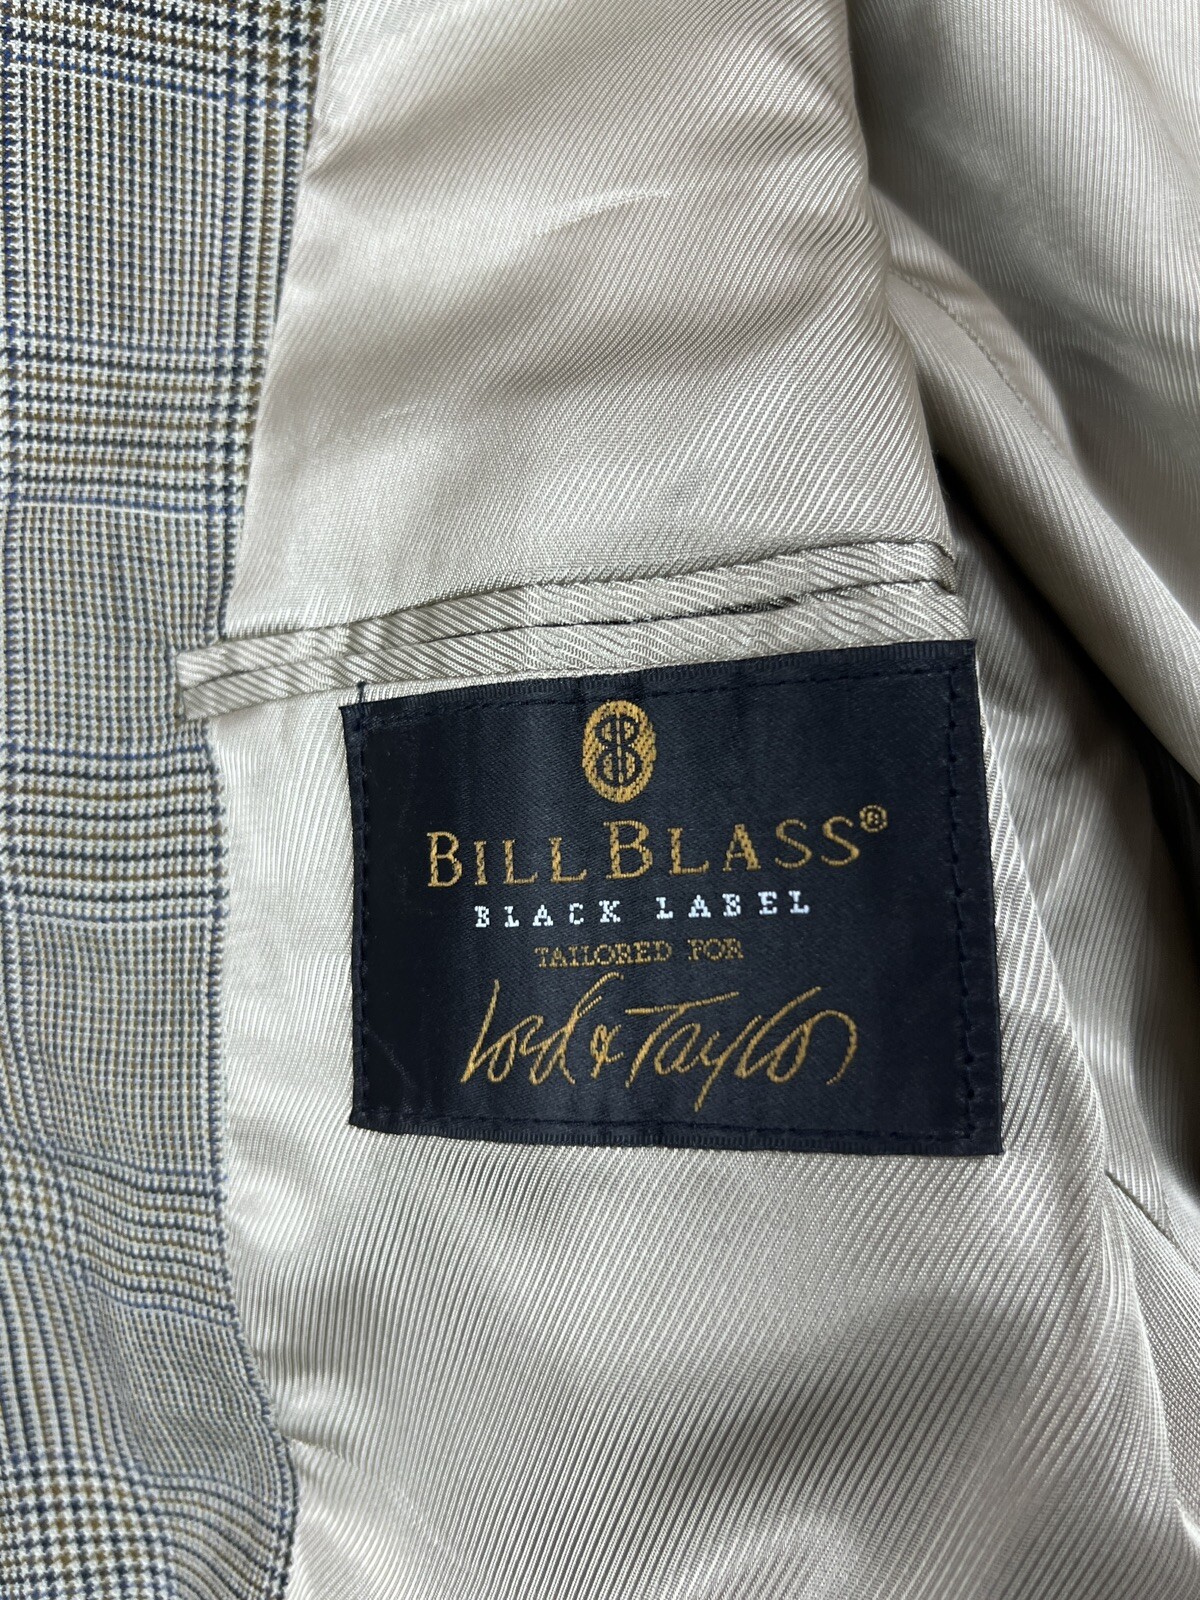 BILL BLASS®
BLACK LABEL
TAILORED FOR
Lord & Taylor